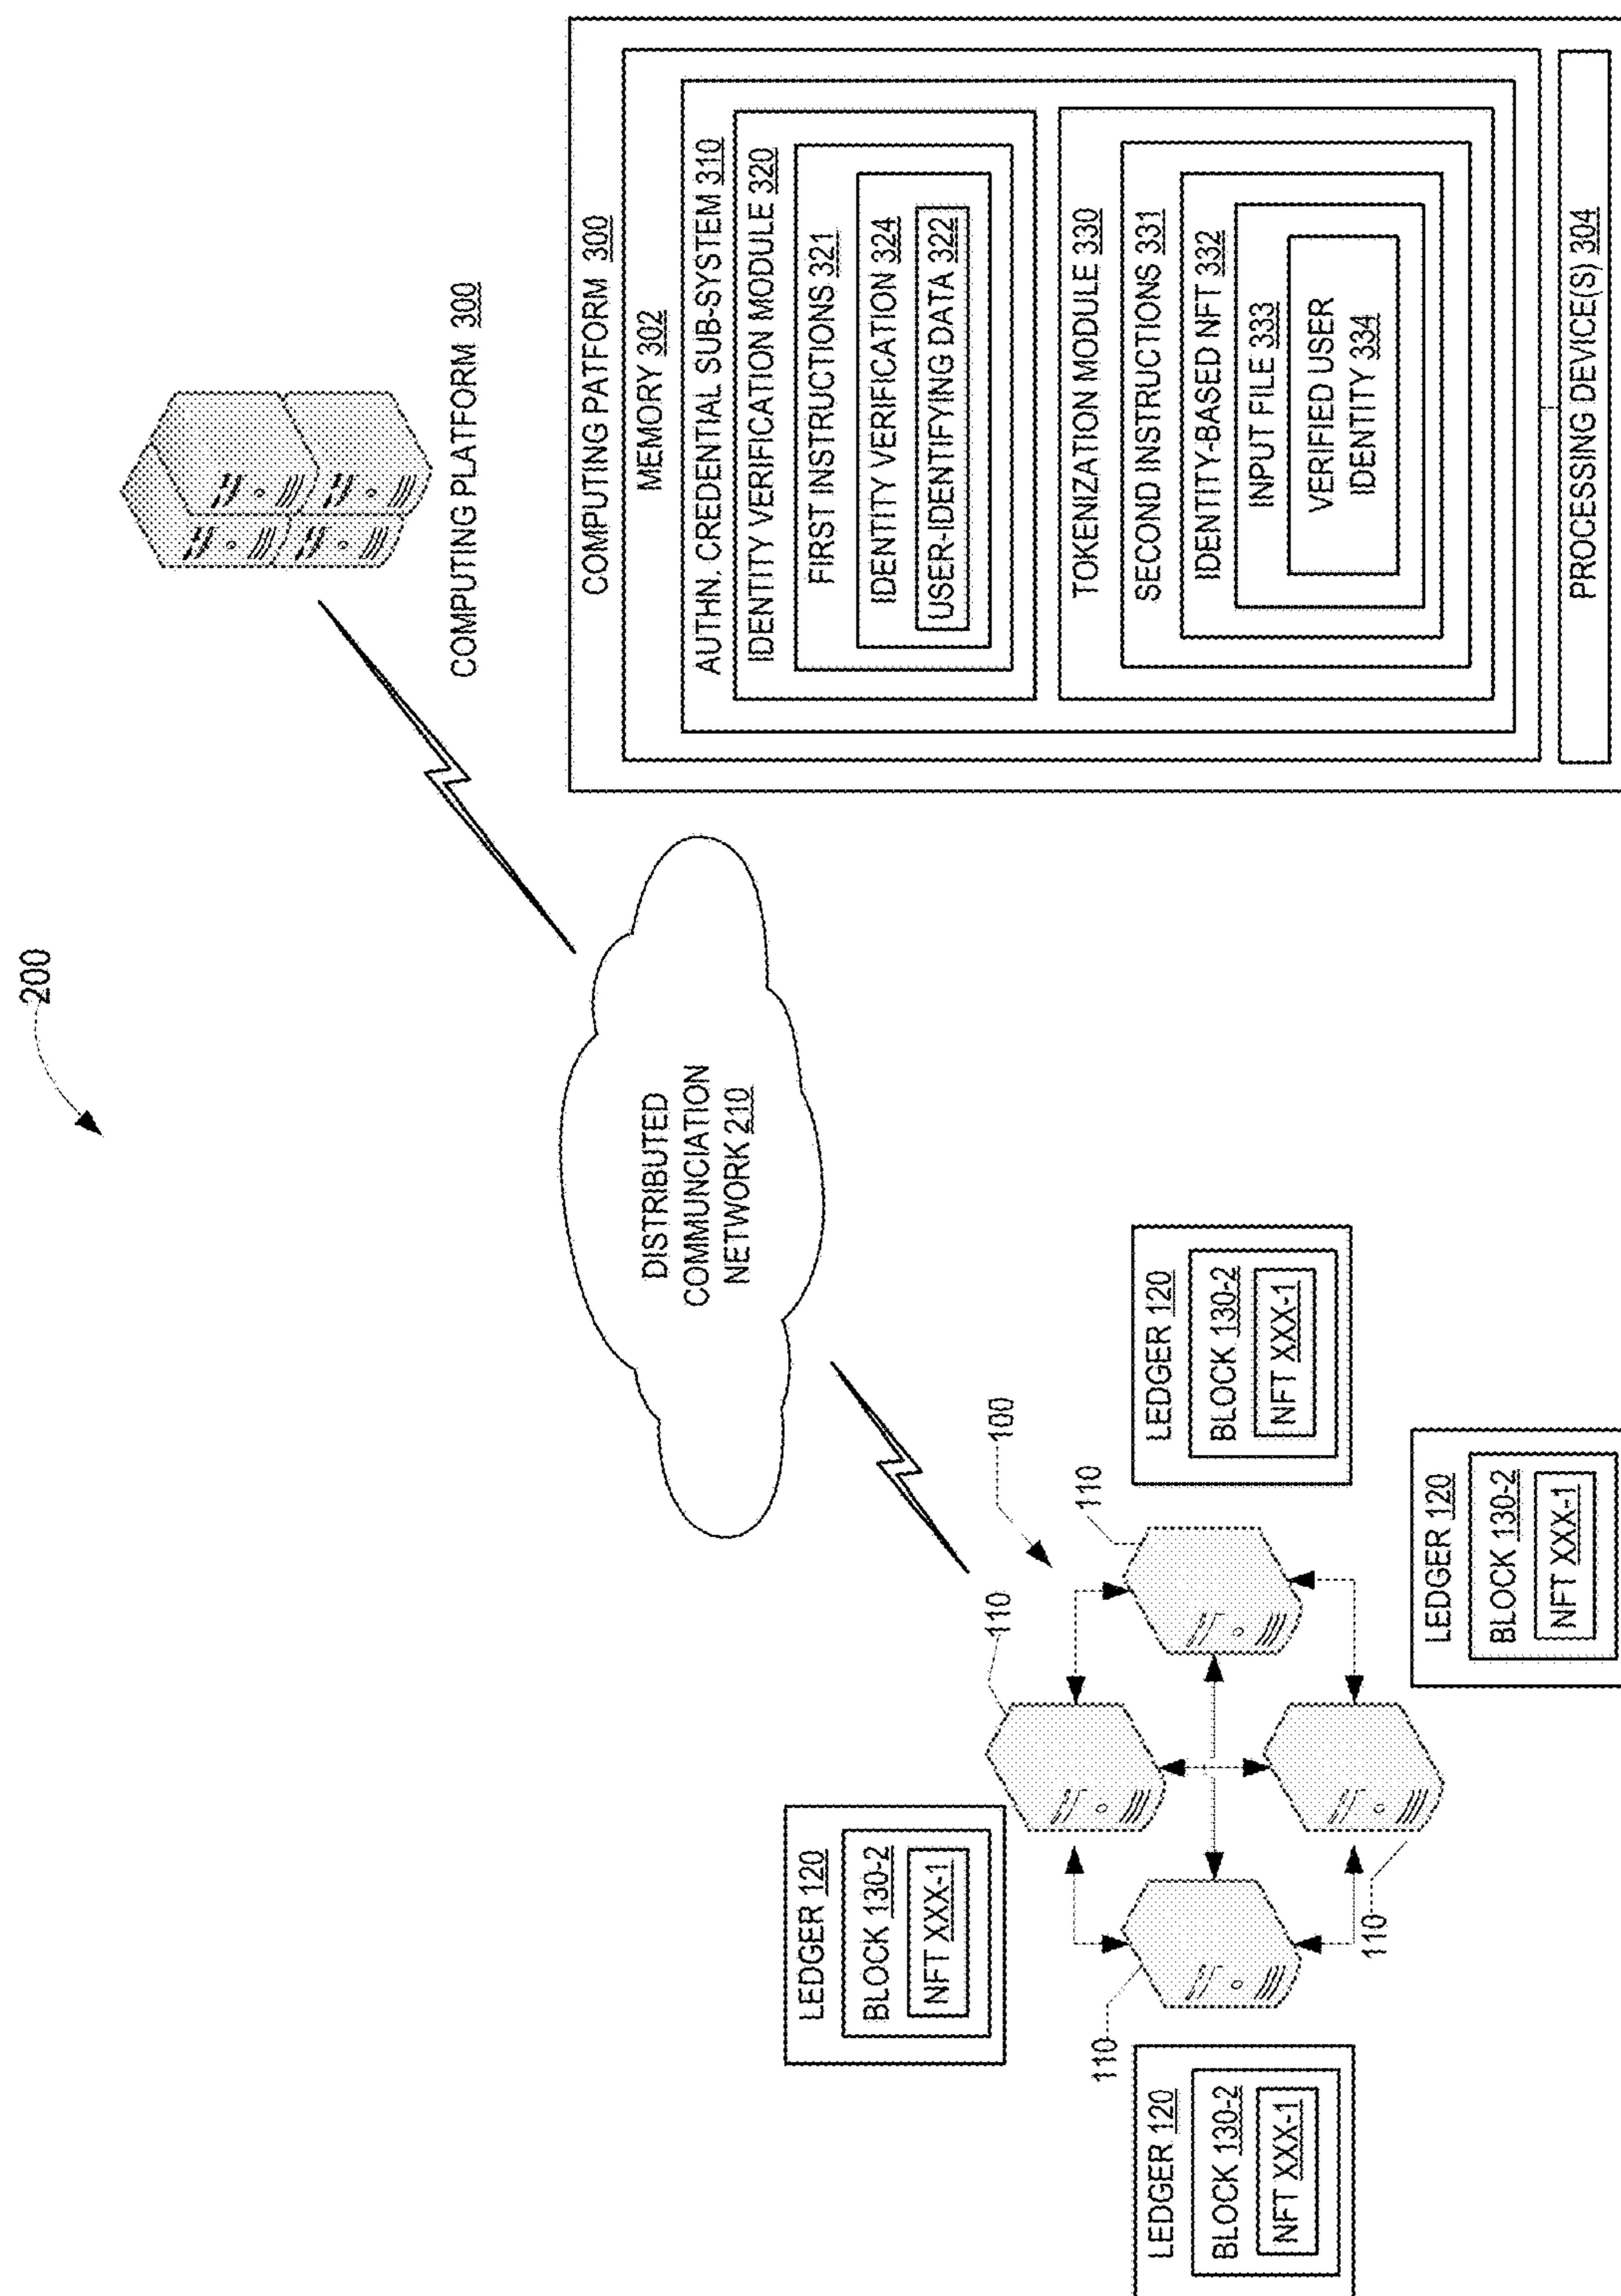 200
COMPUTING PLATFORM 300
COMPUTING PATFORM 300
MEMORY 302
AUTHN. CREDENTIAL SUB-SYSTEM 310
IDENTITY VERIFICATION MODULE 320
FIRST INSTRUCTIONS 321
IDENTITY VERIFICATION 324
USER-IDENTIFYING DATA 322
TOKENIZATION MODULE 330
SECOND INSTRUCTIONS 331
IDENTITY-BASED NFT 332
INPUT FILE 333
VERIFIED USER
IDENTITY 334
PROCESSING DEVICE(S) 304
DISTRIBUTED
COMMUNCIATION
NETWORK 210
100
110
110
110
110
LEDGER 120
BLOCK 130-2
NFT XXX-1
LEDGER 120
BLOCK 130-2
NFT XXX-1
LEDGER 120
BLOCK 130-2
NFT XXX-1
LEDGER 120
BLOCK 130-2
NFT XXX-1